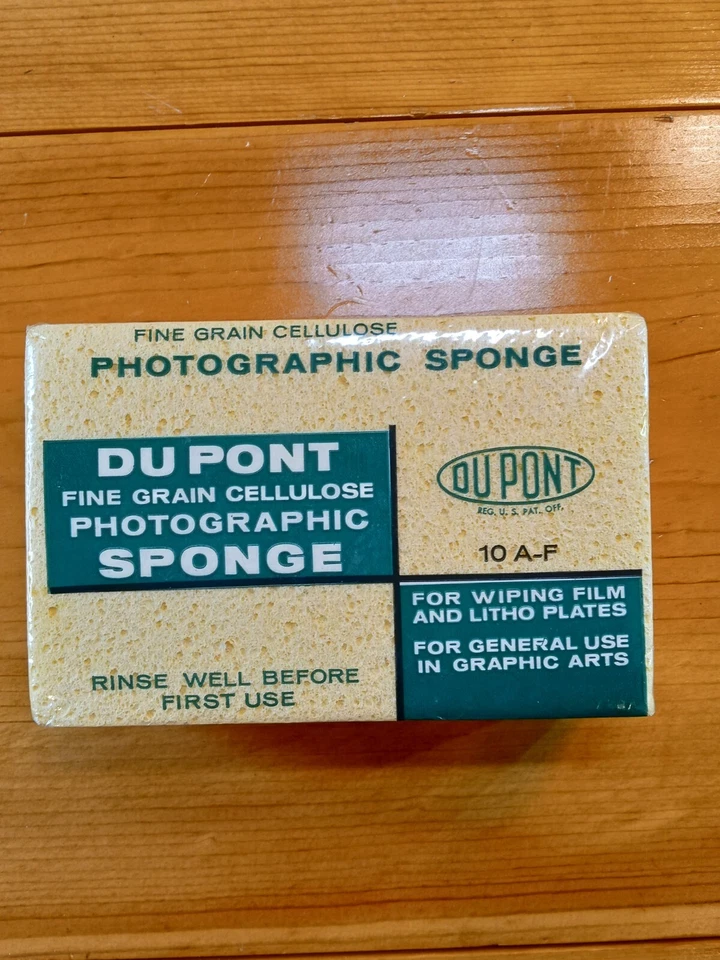 FINE GRAIN CELLULOSE
PHOTOGRAPHIC SPONGE
DU PONT
FINE GRAIN CELLULOSE
PHOTOGRAPHIC
SPONGE
DU PONT
REG. U. S. PAT. OFF.
10 A-F
FOR WIPING FILM
AND LITHO PLATES
FOR GENERAL USE
IN GRAPHIC ARTS
RINSE WELL BEFORE
FIRST USE